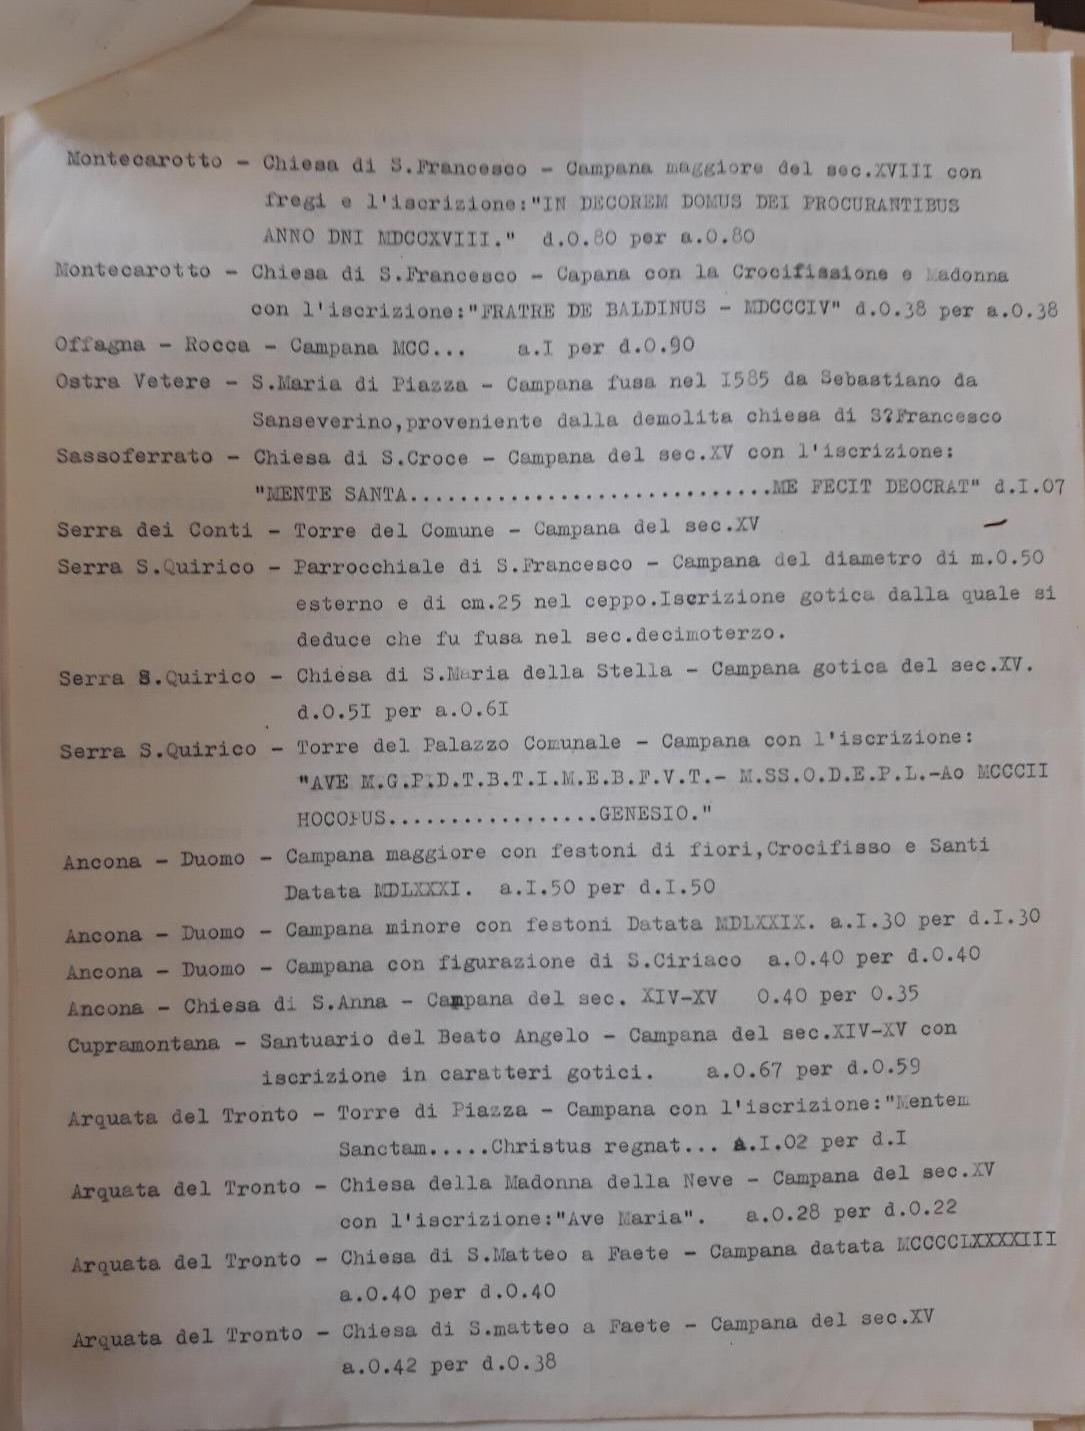 Montecarotto - Chiesa di S.Francesco - Campana maggiore del sec.XVIII con
fregi e l'iscrizione:"IN DECOREM DOMUS DEI PROCURANTIBUS
ANNO DNI MDCCXVIII." d.0.80 per a.0.80
Montecarotto - Chiesa di S.Francesco - Capana con la Crocifissione e Madonna
con l'iscrizione:"FRATRE DE BALDINUS - MDCCCIV" d.0.38 per a.0.38
Offagna - Rocca - Campana MCC... a.I per d.0.90
Ostra Vetere - S.Maria di Piazza - Campana fusa nel I585 da Sebastiano da
Sanseverino,proveniente dalla demolita chiesa di S?Francesco
Sassoferrato - Chiesa di S.Croce - Campana del sec.XV con l'iscrizione:
"MENTE SANTA.............................ME FECIT DEOCRAT" d.I.07
Serra dei Conti - Torre del Comune - Campana del sec.XV
Serra S.Quirico - Parrocchiale di S.Francesco - Campana del diametro di m.0.50
esterno e di cm.25 nel ceppo.Iscrizione gotica dalla quale si
deduce che fu fusa nel sec.decimoterzo.
Serra S.Quirico - Chiesa di S.Maria della Stella - Campana gotica del sec.XV.
d.0.5I per a.0.6I
Serra S.Quirico - Torre del Palazzo Comunale - Campana con l'iscrizione:
"AVE M.G.P.D.T.B.T.I.M.E.B.F.V.T.- M.SS.O.D.E.P.L.-Ao MCCCII
HOCOPUS.................GENESIO."
Ancona - Duomo - Campana maggiore con festoni di fiori,Crocifisso e Santi
Datata MDLXXXI. a.I.50 per d.I.50
Ancona - Duomo - Campana minore con festoni Datata MDLXXIX. a.I.30 per d.I.30
Ancona - Duomo - Campana con figurazione di S.Ciriaco a.0.40 per d.0.40
Ancona - Chiesa di S.Anna - Campana del sec. XIV-XV 0.40 per 0.35
Cupramontana - Santuario del Beato Angelo - Campana del sec.XIV-XV con
iscrizione in caratteri gotici. a.0.67 per d.0.59
Arquata del Tronto - Torre di Piazza - Campana con l'iscrizione:"Mentem
Sanctam.....Christus regnat... a.I.02 per d.I
Arquata del Tronto - Chiesa della Madonna della Neve - Campana del sec.XV
con l'iscrizione:"Ave Maria". a.0.28 per d.0.22
Arquata del Tronto - Chiesa di S.Matteo a Faete - Campana datata MCCCCLXXXXIII
a.0.40 per d.0.40
Arquata del Tronto - Chiesa di S.matteo a Faete - Campana del sec.XV
a.0.42 per d.0.38